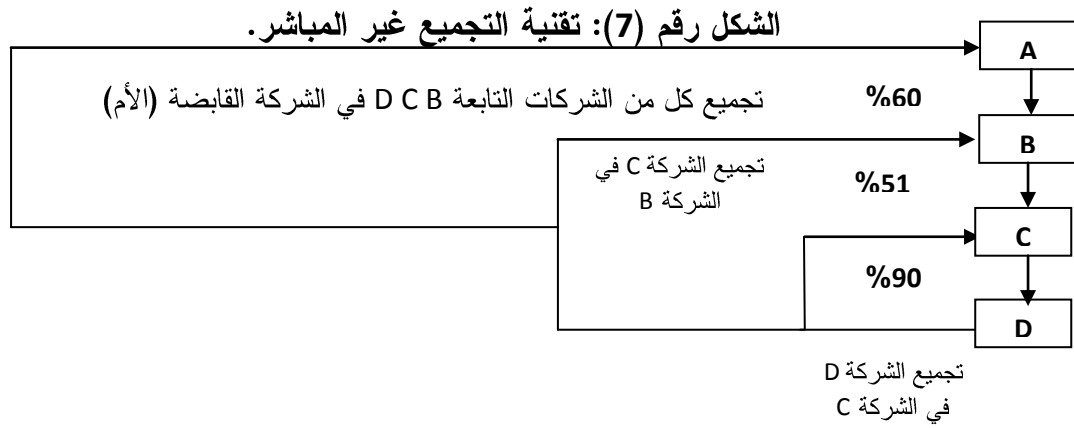 الشكل رقم (7): تقنية التجميع غير المباشر.
A
تجميع كل من الشركات التابعة D C B في الشركة القابضة (الأم)
%60
B
تجميع الشركة C في
الشركة B
%51
C
%90
D
تجميع الشركة D
في الشركة C